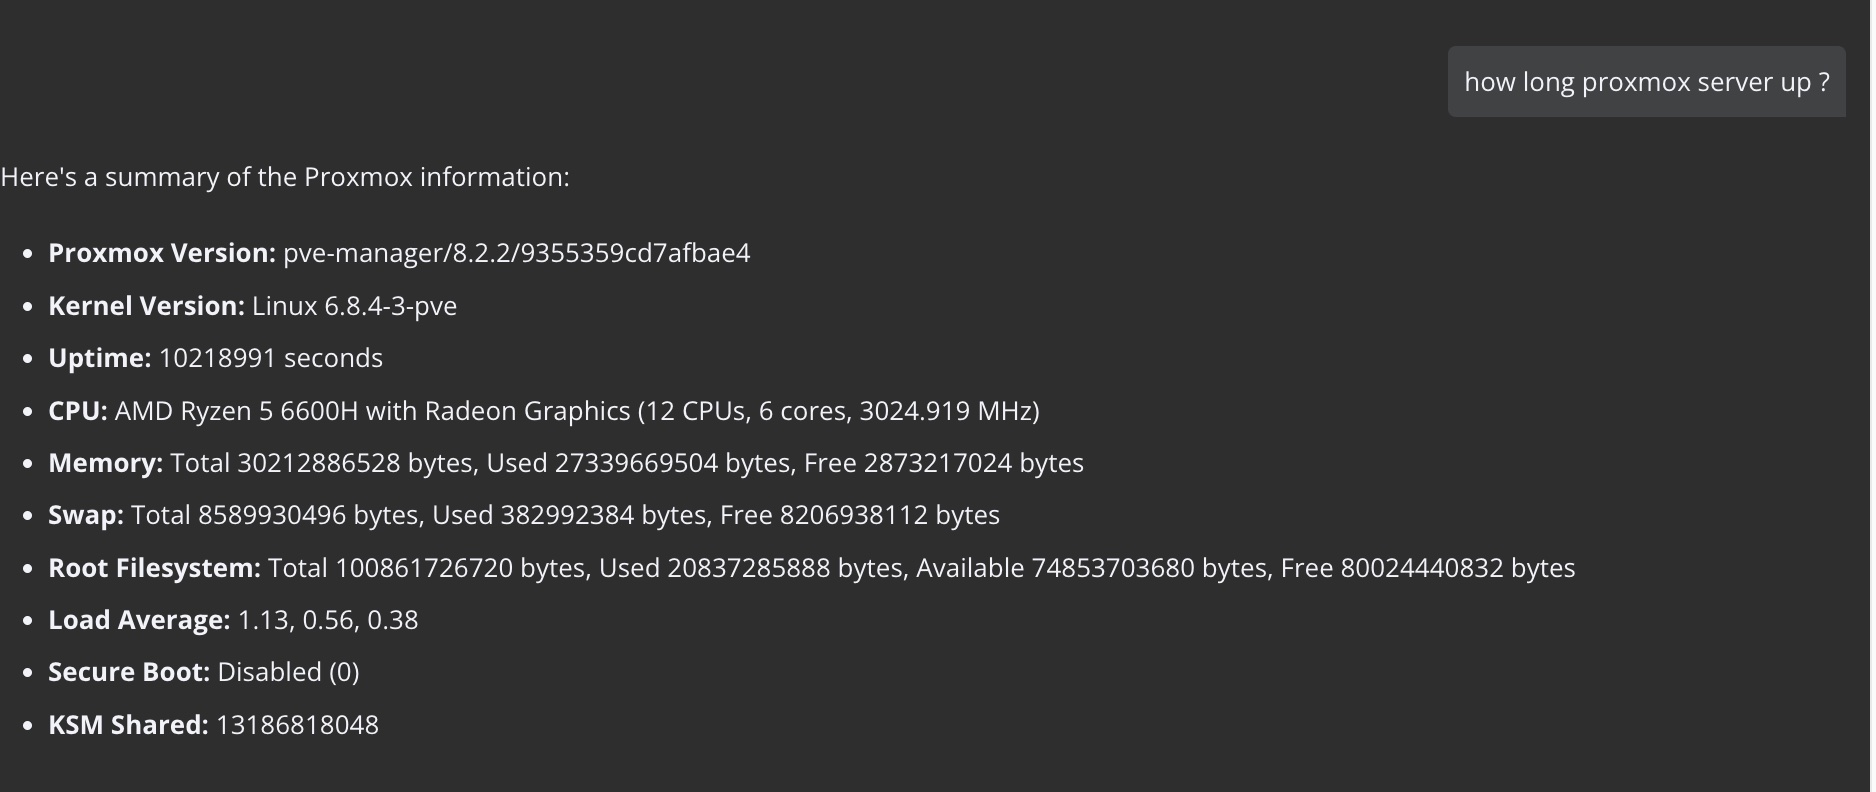 how long proxmox server up ?
Here's a summary of the Proxmox information:
• Proxmox Version: pve-manager/8.2.2/9355359cd7afbae4
• Kernel Version: Linux 6.8.4-3-pve
• Uptime: 10218991 seconds
• CPU: AMD Ryzen 5 6600H with Radeon Graphics (12 CPUs, 6 cores, 3024.919 MHz)
• Memory: Total 30212886528 bytes, Used 27339669504 bytes, Free 2873217024 bytes
• Swap: Total 8589930496 bytes, Used 382992384 bytes, Free 8206938112 bytes
• Root Filesystem: Total 100861726720 bytes, Used 20837285888 bytes, Available 74853703680 bytes, Free 80024440832 bytes
• Load Average: 1.13, 0.56, 0.38
• Secure Boot: Disabled (0)
• KSM Shared: 13186818048